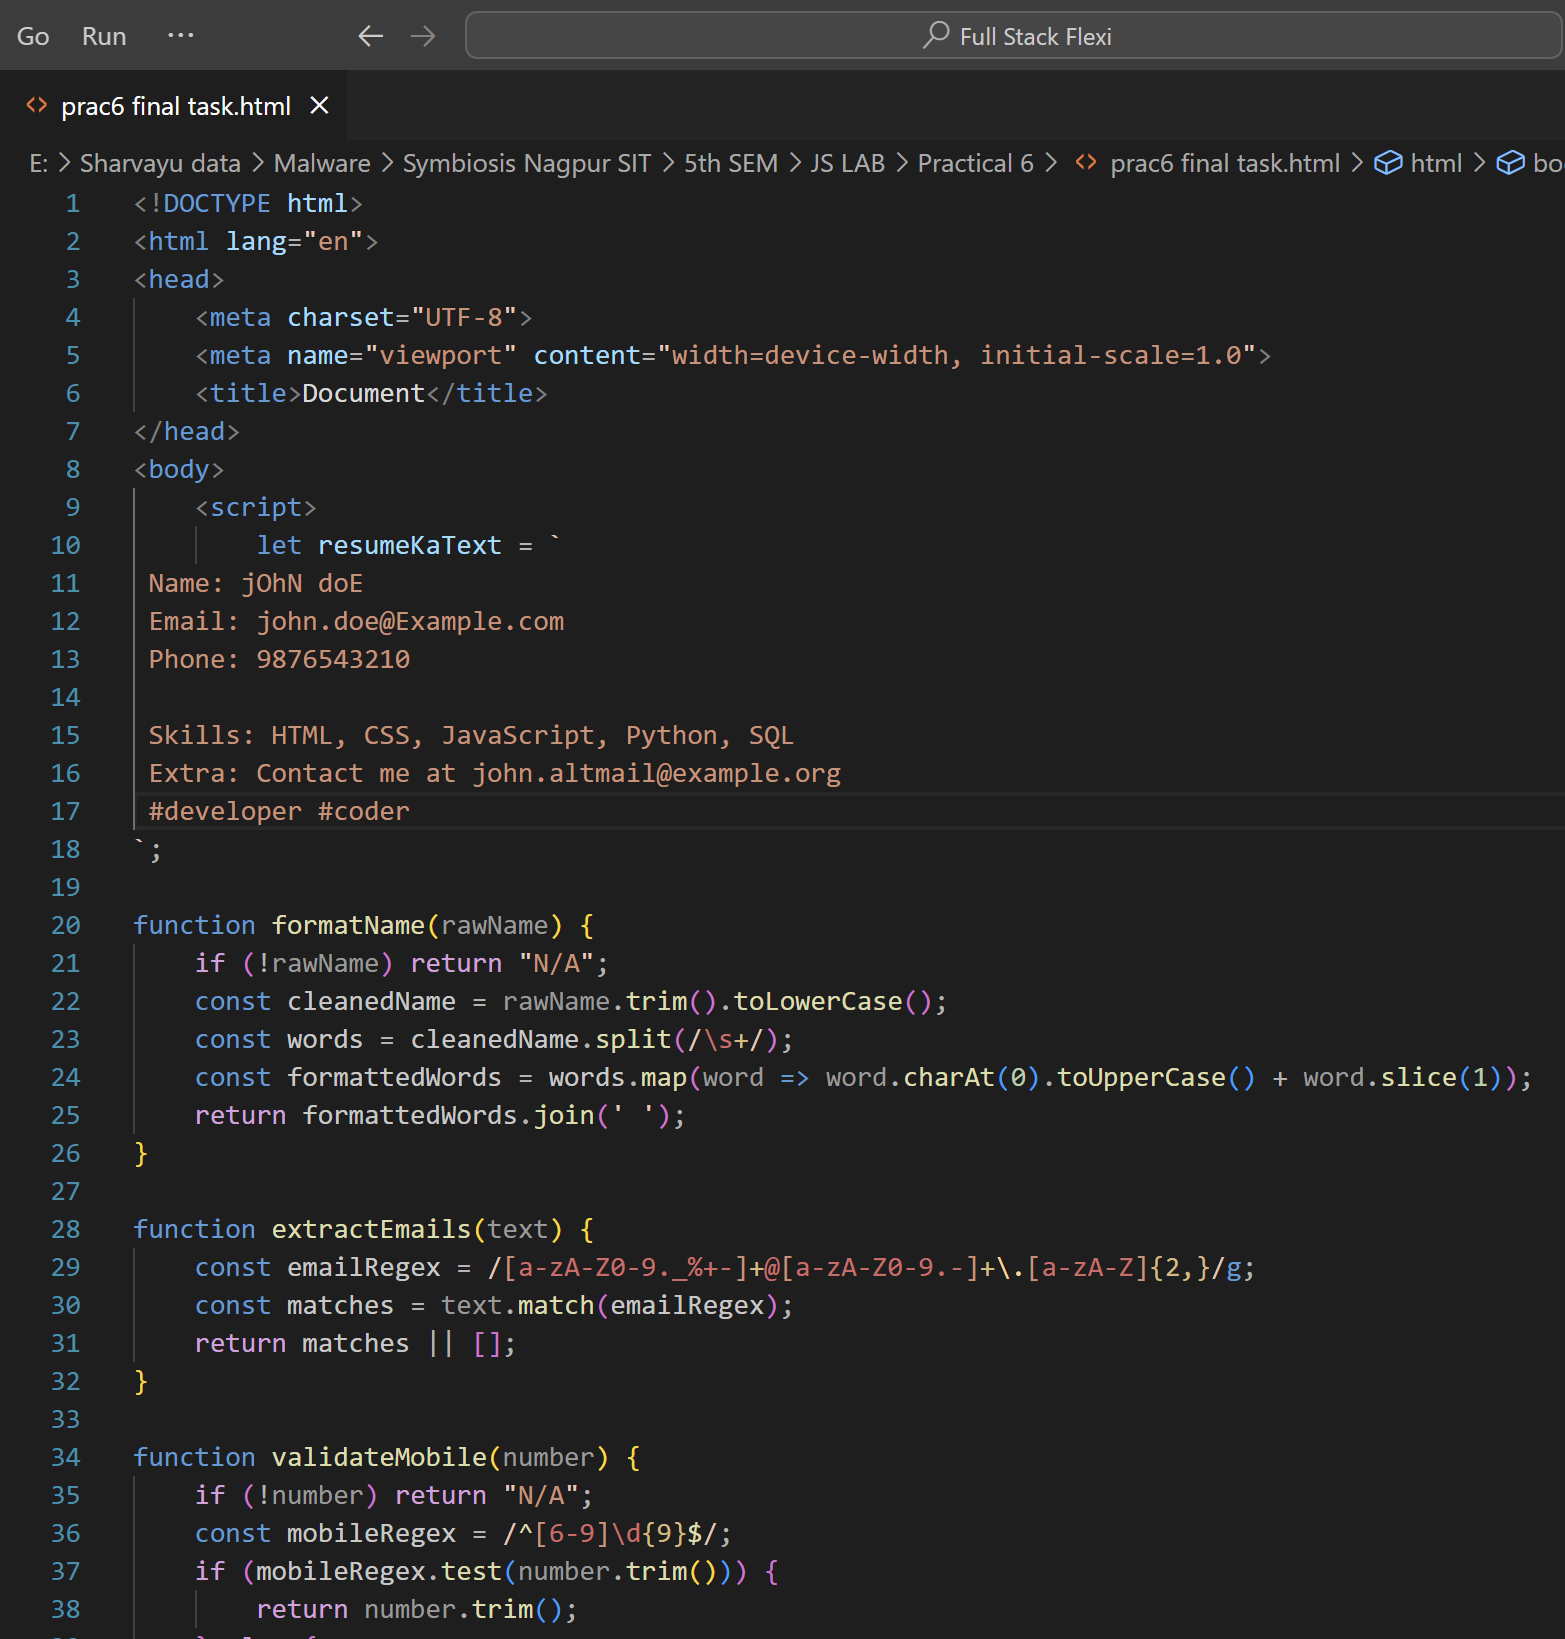 Go Run ··· ← → Full Stack Flexi
<> prac6 final task.html ×
E: > Sharvayu data > Malware > Symbiosis Nagpur SIT > 5th SEM > JS LAB > Practical 6 > <> prac6 final task.html > html > bo
1 <!DOCTYPE html>
2 <html lang="en">
3 <head>
4     <meta charset="UTF-8">
5     <meta name="viewport" content="width=device-width, initial-scale=1.0">
6     <title>Document</title>
7 </head>
8 <body>
9     <script>
10         let resumeKaText = `
11  Name: jOhN doE
12  Email: john.doe@Example.com
13  Phone: 9876543210
14
15  Skills: HTML, CSS, JavaScript, Python, SQL
16  Extra: Contact me at john.altmail@example.org
17  #developer #coder
18 `;
19
20 function formatName(rawName) {
21     if (!rawName) return "N/A";
22     const cleanedName = rawName.trim().toLowerCase();
23     const words = cleanedName.split(/\s+/);
24     const formattedWords = words.map(word => word.charAt(0).toUpperCase() + word.slice(1));
25     return formattedWords.join(' ');
26 }
27
28 function extractEmails(text) {
29     const emailRegex = /[a-zA-Z0-9._%+-]+@[a-zA-Z0-9.-]+\.[a-zA-Z]{2,}/g;
30     const matches = text.match(emailRegex);
31     return matches || [];
32 }
33
34 function validateMobile(number) {
35     if (!number) return "N/A";
36     const mobileRegex = /^[6-9]\d{9}$/;
37     if (mobileRegex.test(number.trim())) {
38         return number.trim();